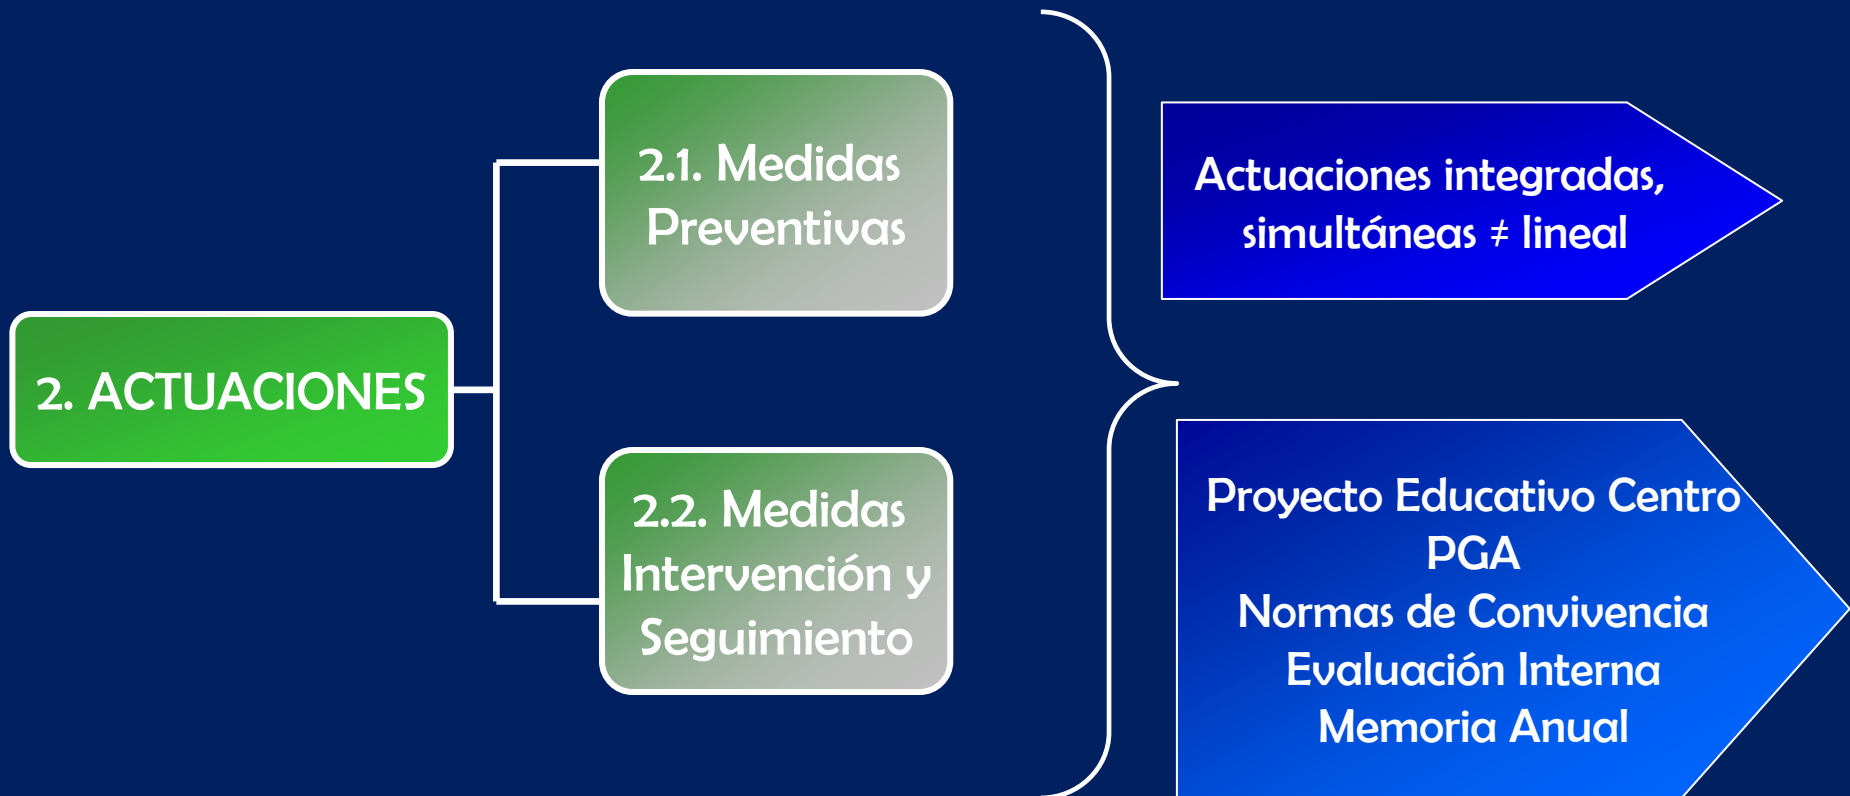 2. ACTUACIONES
2.1. Medidas
Preventivas
2.2. Medidas
Intervención y
Seguimiento
Actuaciones integradas,
simultáneas ≠ lineal
Proyecto Educativo Centro
PGA
Normas de Convivencia
Evaluación Interna
Memoria Anual